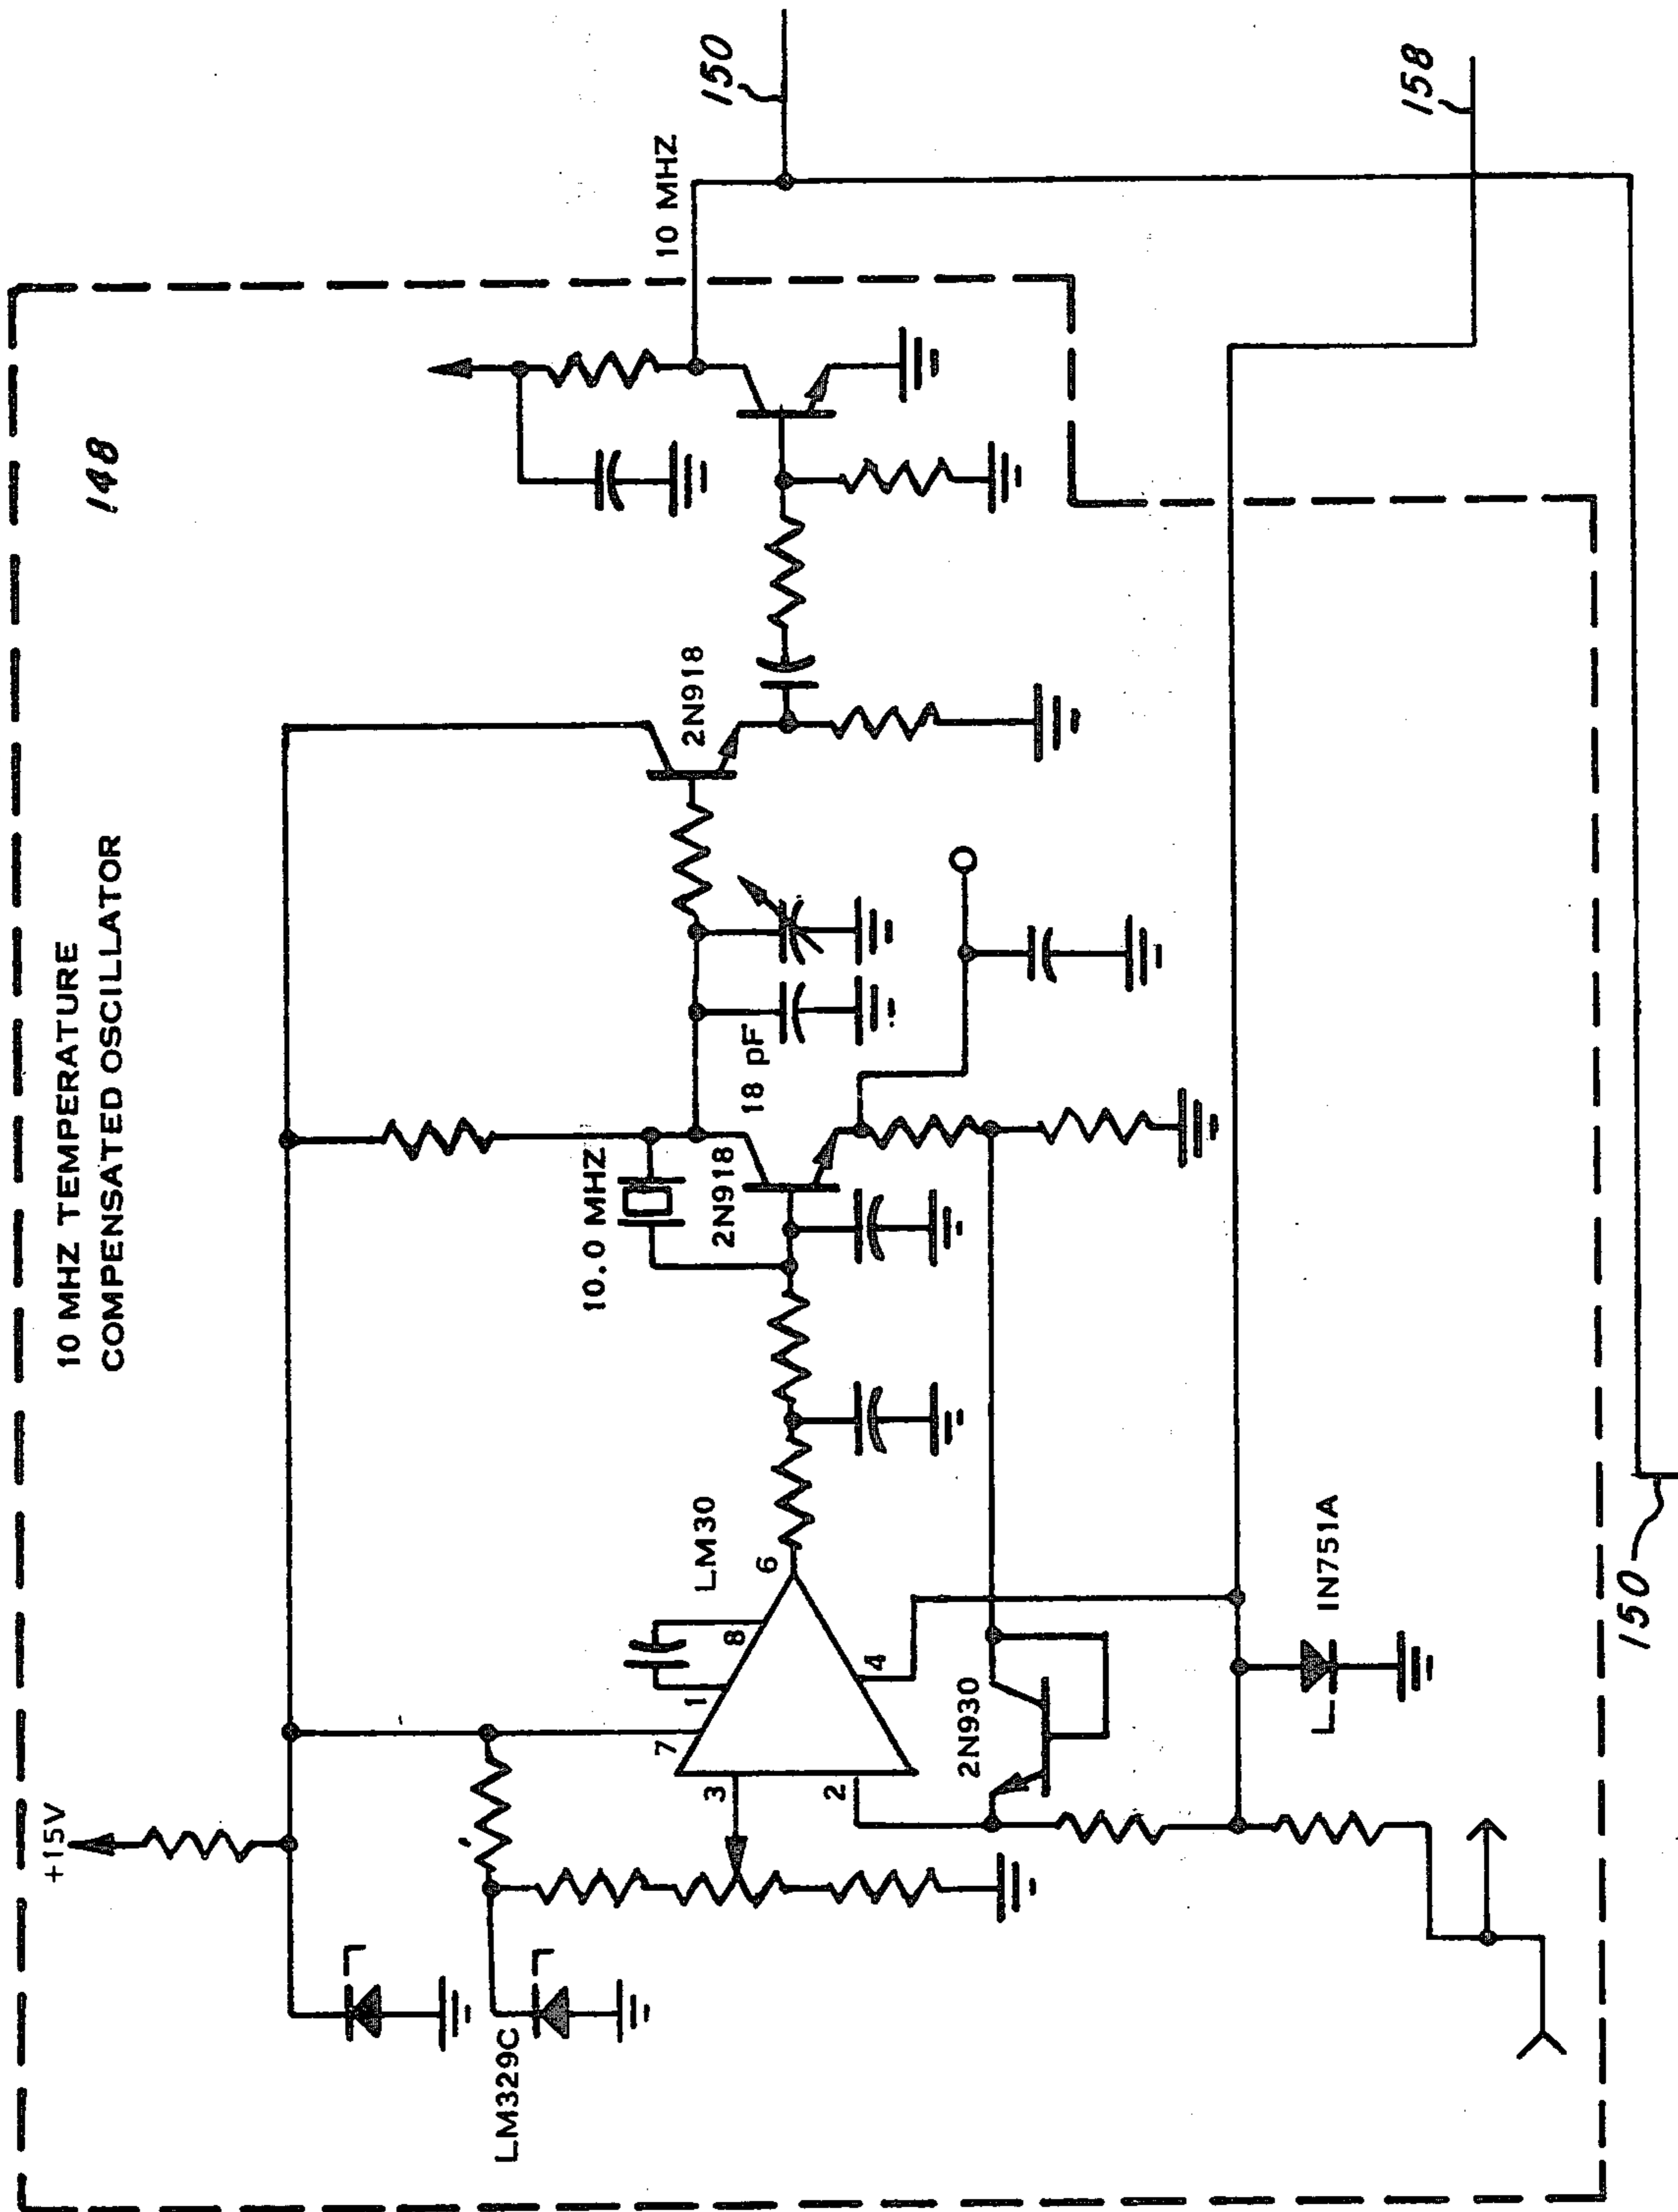 10 MHZ TEMPERATURE
COMPENSATED OSCILLATOR
148
+15V
LM329C
3
2
7
1
8
6
4
LM30
2N930
IN751A
10.0 MHZ
2N918
18 pF
2N918
10 MHZ
150
158
150